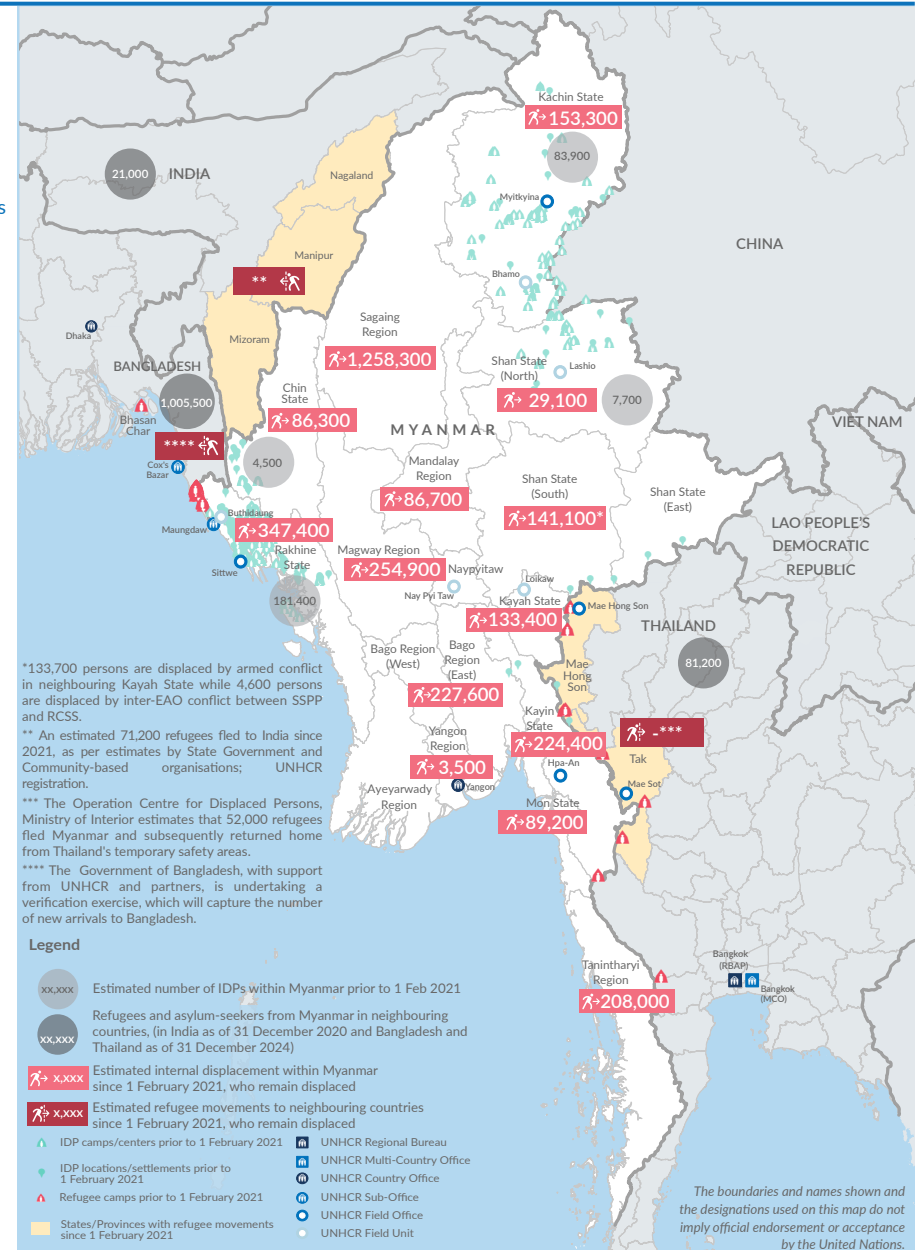 s
Kachin State
153,300
83,900
21,000
INDIA
Nagaland
Myitkyina
CHINA
Manipur
**
Bhamo
Sagaing
Region
Dhaka
Mizoram
1,258,300
BANGLADESH
Shan State
(North)
Lashio
Chin
State
1,005,500
29,100
7,700
Bhasan
Char
86,300
VIET NAM
MYANMAR
****
Cox's
Bazar
4,500
Mandalay
Region
86,700
Shan State
(South)
Shan State
(East)
141,100*
Buthidaung
Maungdaw
347,400
LAO PEOPLE'S
DEMOCRATIC
REPUBLIC
Rakhine
State
Sittwe
Magway Region
254,900
Naypyitaw
Nay Pyi Taw
Loikaw
181,400
Kayah State
Mae Hong Son
133,400
THAILAND
81,200
Bago Region
(West)
Bago
Region
(East)
Mae
Hong
Son
227,600
Kayin
State
224,400
-***
Yangon
Region
3,500
Yangon
Tak
Hpa-An
Mae Sot
Ayeyarwady
Region
Mon State
89,200
*133,700 persons are displaced by armed conflict
in neighbouring Kayah State while 4,600 persons
are displaced by inter-EAO conflict between SSPP
and RCSS.
** An estimated 71,200 refugees fled to India since
2021, as per estimates by State Government and
Community-based organisations; UNHCR
registration.
*** The Operation Centre for Displaced Persons,
Ministry of Interior estimates that 52,000 refugees
fled Myanmar and subsequently returned home
from Thailand's temporary safety areas.
**** The Government of Bangladesh, with support
from UNHCR and partners, is undertaking a
verification exercise, which will capture the number
of new arrivals to Bangladesh.
Bangkok
(RBAP)
Bangkok
(MCO)
Tanintharyi
Region
208,000
Legend
xx,xxx
Estimated number of IDPs within Myanmar prior to 1 Feb 2021
xx,xxx
Refugees and asylum-seekers from Myanmar in neighbouring
countries, (in India as of 31 December 2020 and Bangladesh and
Thailand as of 31 December 2024)
x,xxx
Estimated internal displacement within Myanmar
since 1 February 2021, who remain displaced
x,xxx
Estimated refugee movements to neighbouring countries
since 1 February 2021, who remain displaced
IDP camps/centers prior to 1 February 2021
IDP locations/settlements prior to
1 February 2021
Refugee camps prior to 1 February 2021
States/Provinces with refugee movements
since 1 February 2021
UNHCR Regional Bureau
UNHCR Multi-Country Office
UNHCR Country Office
UNHCR Sub-Office
UNHCR Field Office
UNHCR Field Unit
The boundaries and names shown and
the designations used on this map do not
imply official endorsement or acceptance
by the United Nations.